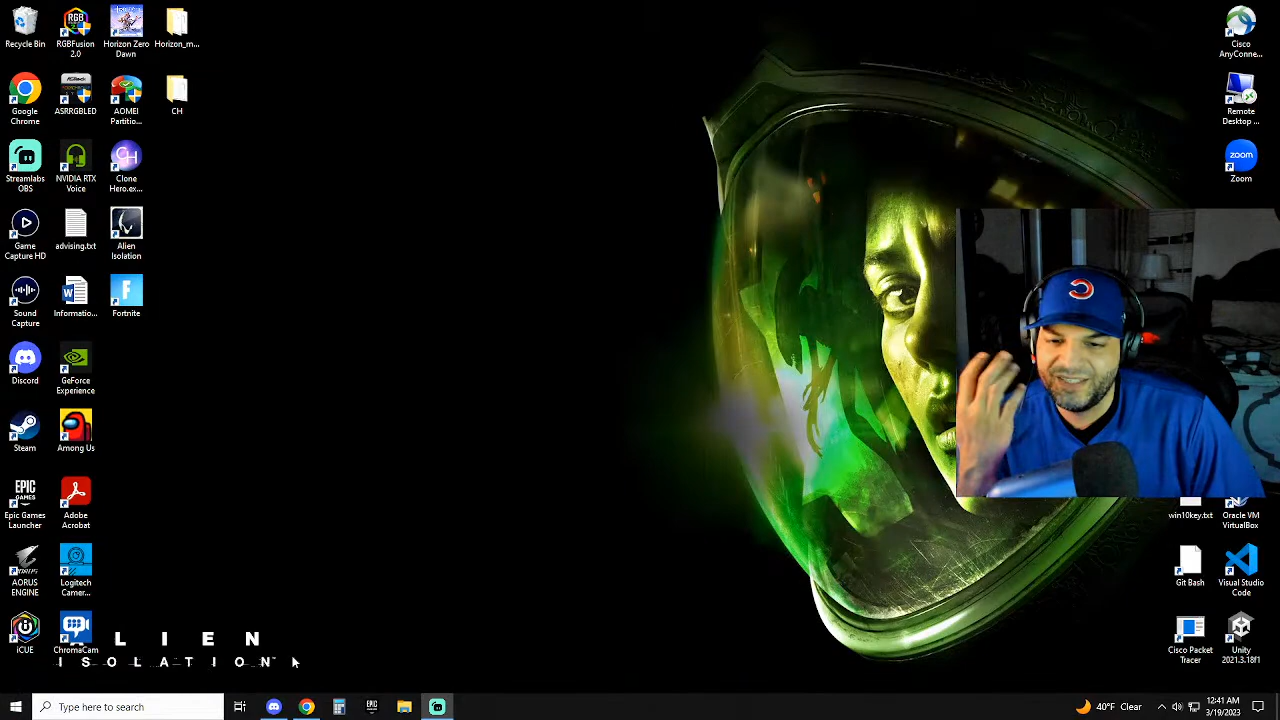 Recycle Bin
RGBFusion 2.0
Horizon Zero Dawn
Horizon_m...
Google Chrome
ASRRGBLED
AOMEI Partition...
CH
Streamlabs OBS
NVIDIA RTX Voice
Clone Hero.ex...
Game Capture HD
advising.txt
Alien Isolation
Sound Capture
Informatio...
Fortnite
Discord
GeForce Experience
Steam
Among Us
Epic Games Launcher
Adobe Acrobat
AORUS ENGINE
Logitech Camer...
iCUE
ChromaCam
LIEN
ISOLATION
Cisco AnyConne...
Remote Desktop ...
zoom
Zoom
win10key.txt
Oracle VM VirtualBox
Git Bash
Visual Studio Code
Cisco Packet Tracer
Unity 2021.3.18f1
Type here to search
40°F Clear
12:41 AM
3/19/2023